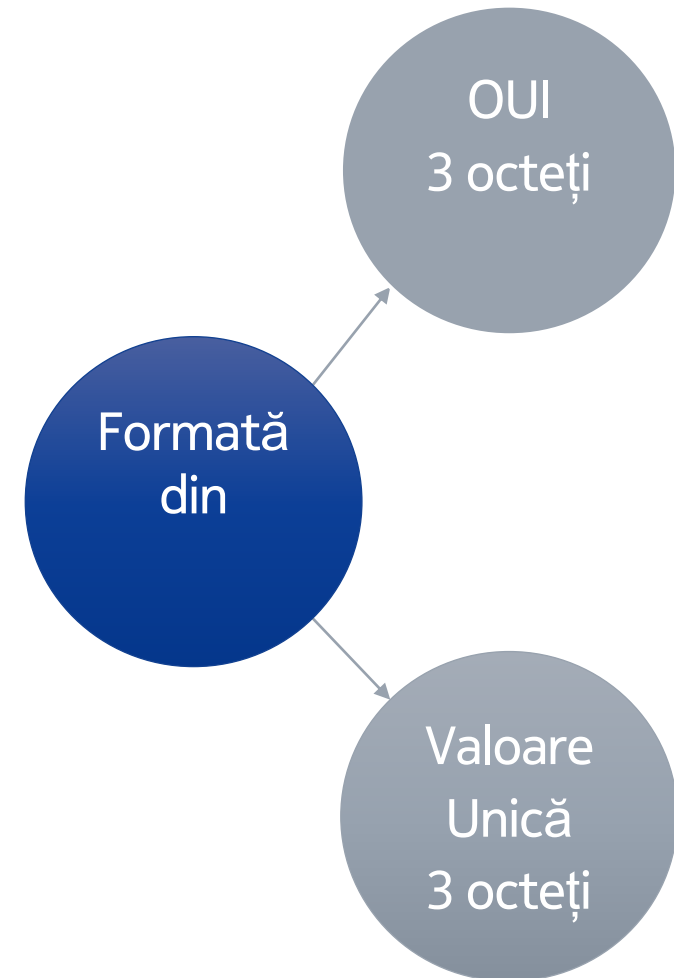 OUI
3 octeți
Formată
din
Valoare
Unică
3 octeți